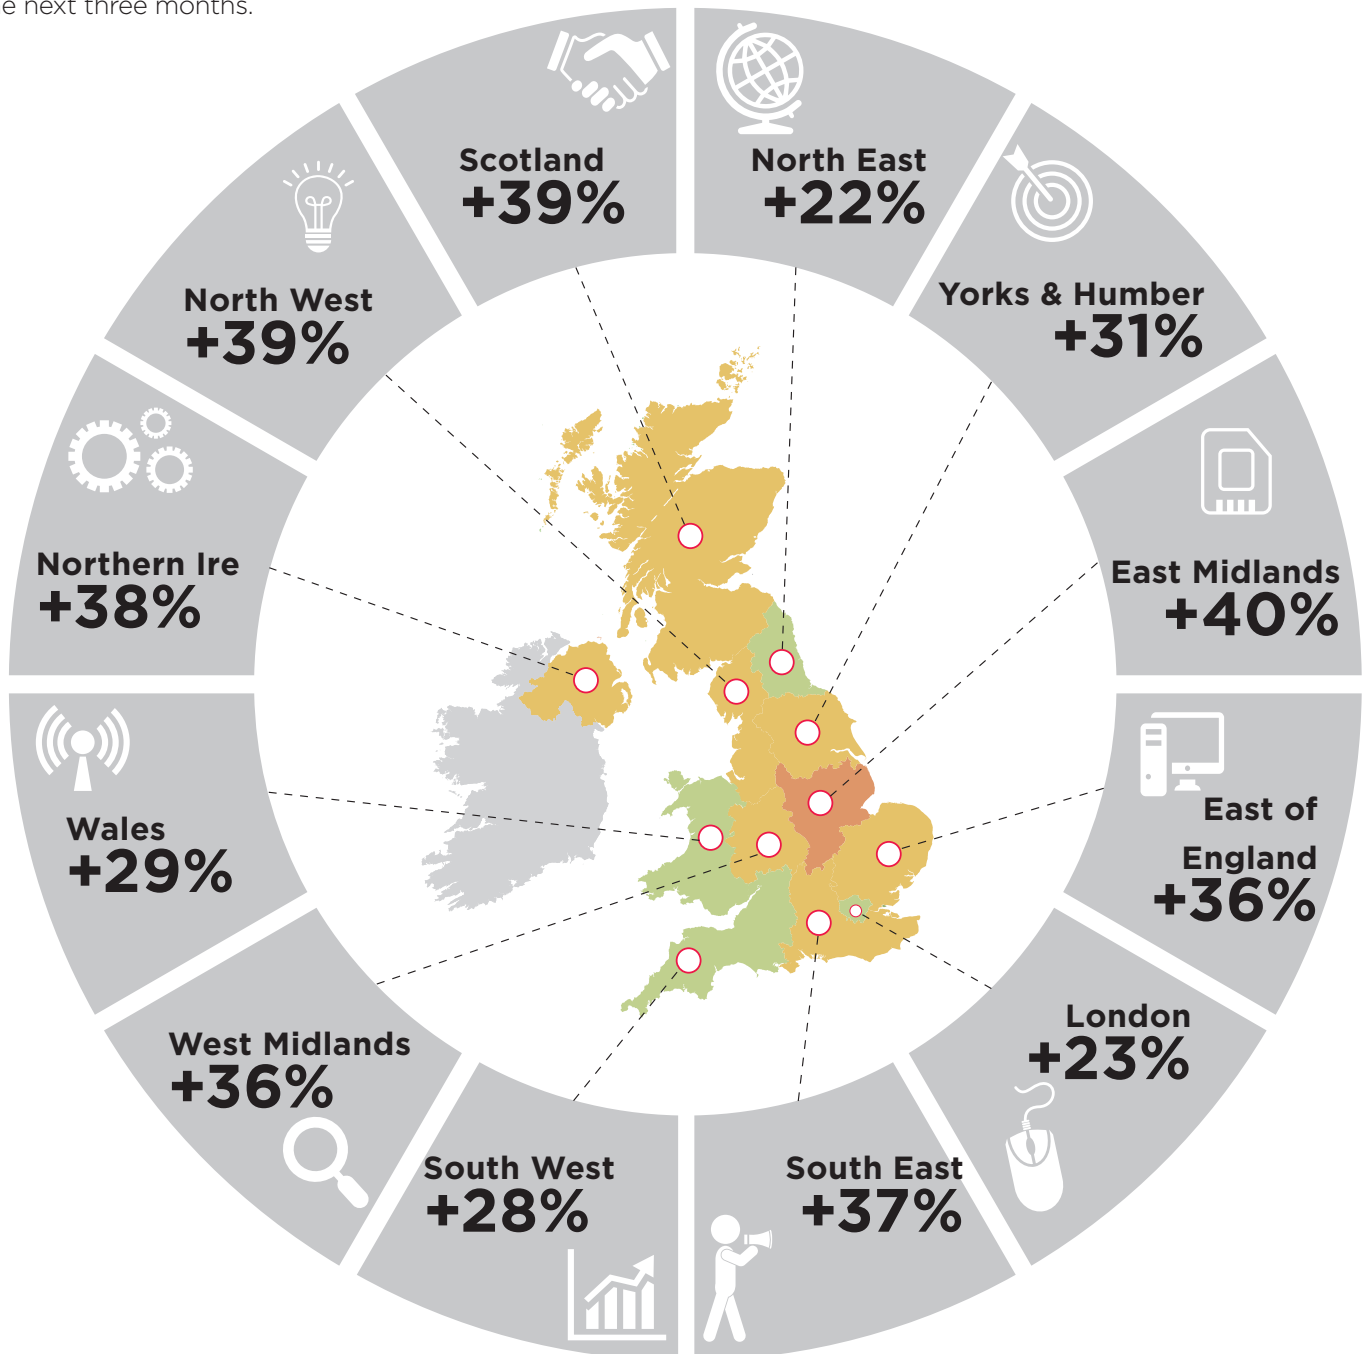 next three months.
Scotland
+39%
North East
+22%
Yorks & Humber
+31%
East Midlands
+40%
East of
England
+36%
London
+23%
South East
+37%
South West
+28%
West Midlands
+36%
Wales
+29%
Northern Ire
+38%
North West
+39%